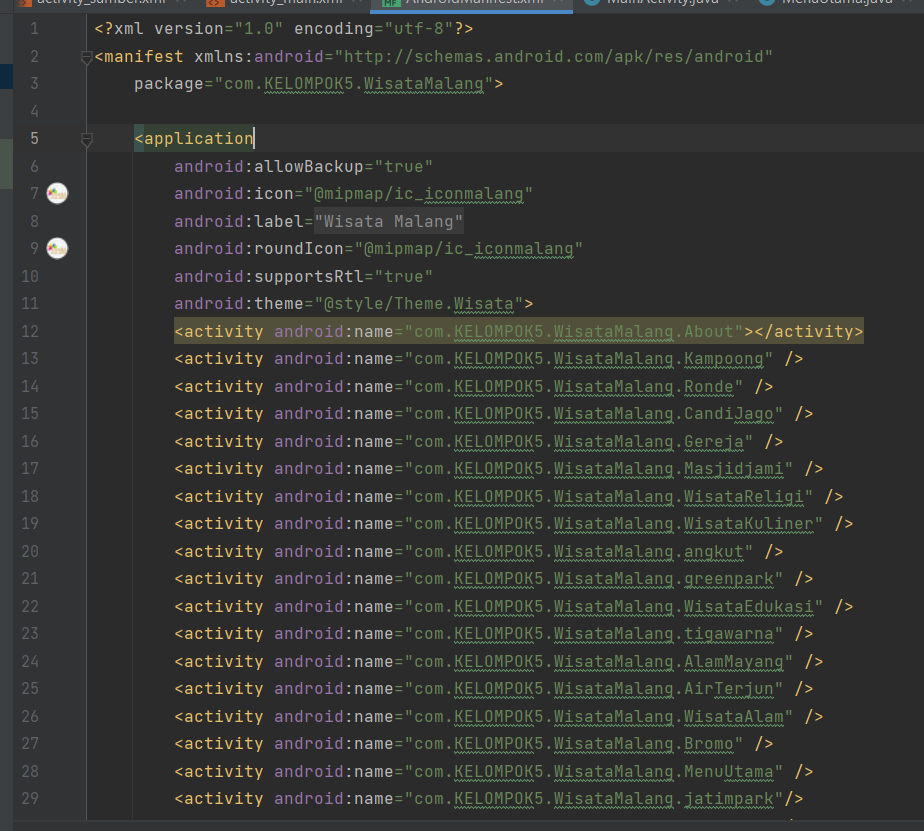 activity_sumber.xml activity_main.xml AndroidManifest.xml MainActivity.java MenuUtama.java
1 <?xml version="1.0" encoding="utf-8"?>
2 <manifest xmlns:android="http://schemas.android.com/apk/res/android"
3 package="com.KELOMPOK5.WisataMalang">
4
5 <application
6 android:allowBackup="true"
7 android:icon="@mipmap/ic_iconmalang"
8 android:label="Wisata Malang"
9 android:roundIcon="@mipmap/ic_iconmalang"
10 android:supportsRtl="true"
11 android:theme="@style/Theme.Wisata">
12 <activity android:name="com.KELOMPOK5.WisataMalang.About"></activity>
13 <activity android:name="com.KELOMPOK5.WisataMalang.Kampoong" />
14 <activity android:name="com.KELOMPOK5.WisataMalang.Ronde" />
15 <activity android:name="com.KELOMPOK5.WisataMalang.CandiJago" />
16 <activity android:name="com.KELOMPOK5.WisataMalang.Gereja" />
17 <activity android:name="com.KELOMPOK5.WisataMalang.Masjidjami" />
18 <activity android:name="com.KELOMPOK5.WisataMalang.WisataReligi" />
19 <activity android:name="com.KELOMPOK5.WisataMalang.WisataKuliner" />
20 <activity android:name="com.KELOMPOK5.WisataMalang.angkut" />
21 <activity android:name="com.KELOMPOK5.WisataMalang.greenpark" />
22 <activity android:name="com.KELOMPOK5.WisataMalang.WisataEdukasi" />
23 <activity android:name="com.KELOMPOK5.WisataMalang.tigawarna" />
24 <activity android:name="com.KELOMPOK5.WisataMalang.AlamMayang" />
25 <activity android:name="com.KELOMPOK5.WisataMalang.AirTerjun" />
26 <activity android:name="com.KELOMPOK5.WisataMalang.WisataAlam" />
27 <activity android:name="com.KELOMPOK5.WisataMalang.Bromo" />
28 <activity android:name="com.KELOMPOK5.WisataMalang.MenuUtama" />
29 <activity android:name="com.KELOMPOK5.WisataMalang.jatimpark"/>